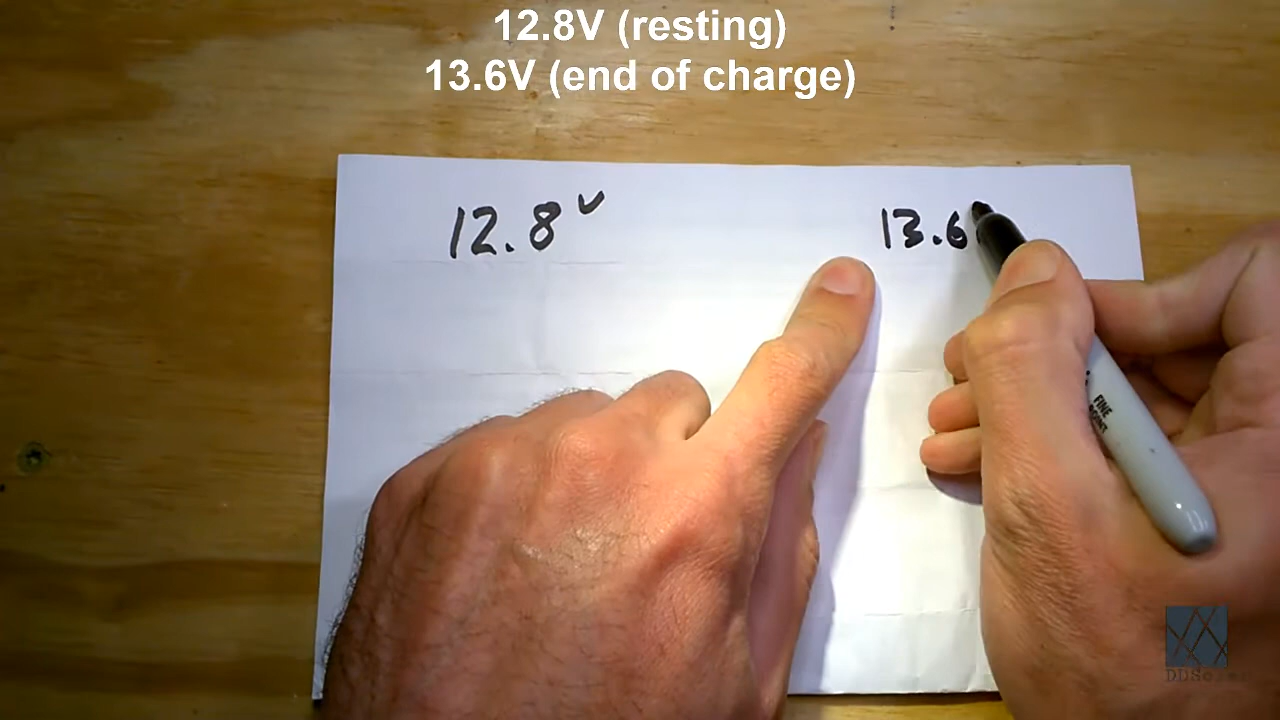 12.8V (resting)
13.6V (end of charge)
12.8v 13.6
FINE
POINT